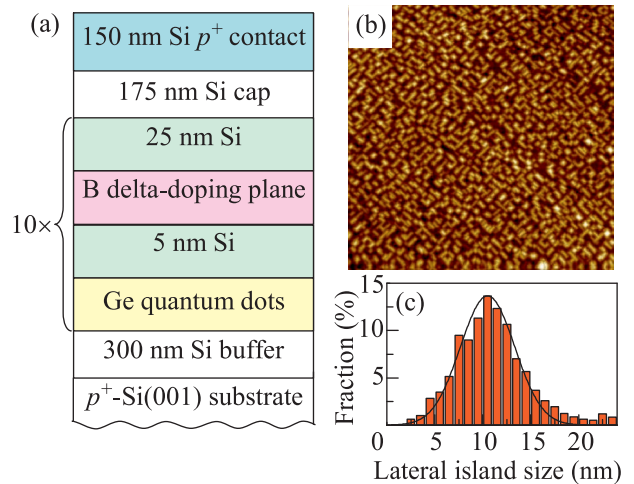 (a)
150 nm Si p⁺ contact
175 nm Si cap
25 nm Si
B delta-doping plane
10×
5 nm Si
Ge quantum dots
300 nm Si buffer
p⁺-Si(001) substrate
(b)
(c)
Fraction (%)
15
10
5
0 5 10 15 20
Lateral island size (nm)